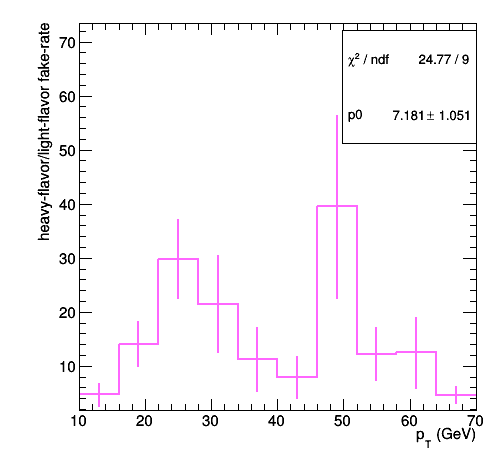 heavy-flavor/light-flavor fake-rate
χ² / ndf 24.77 / 9
p0 7.181 ± 1.051
70
60
50
40
30
20
10
10 20 30 40 50 60 70
p_T (GeV)